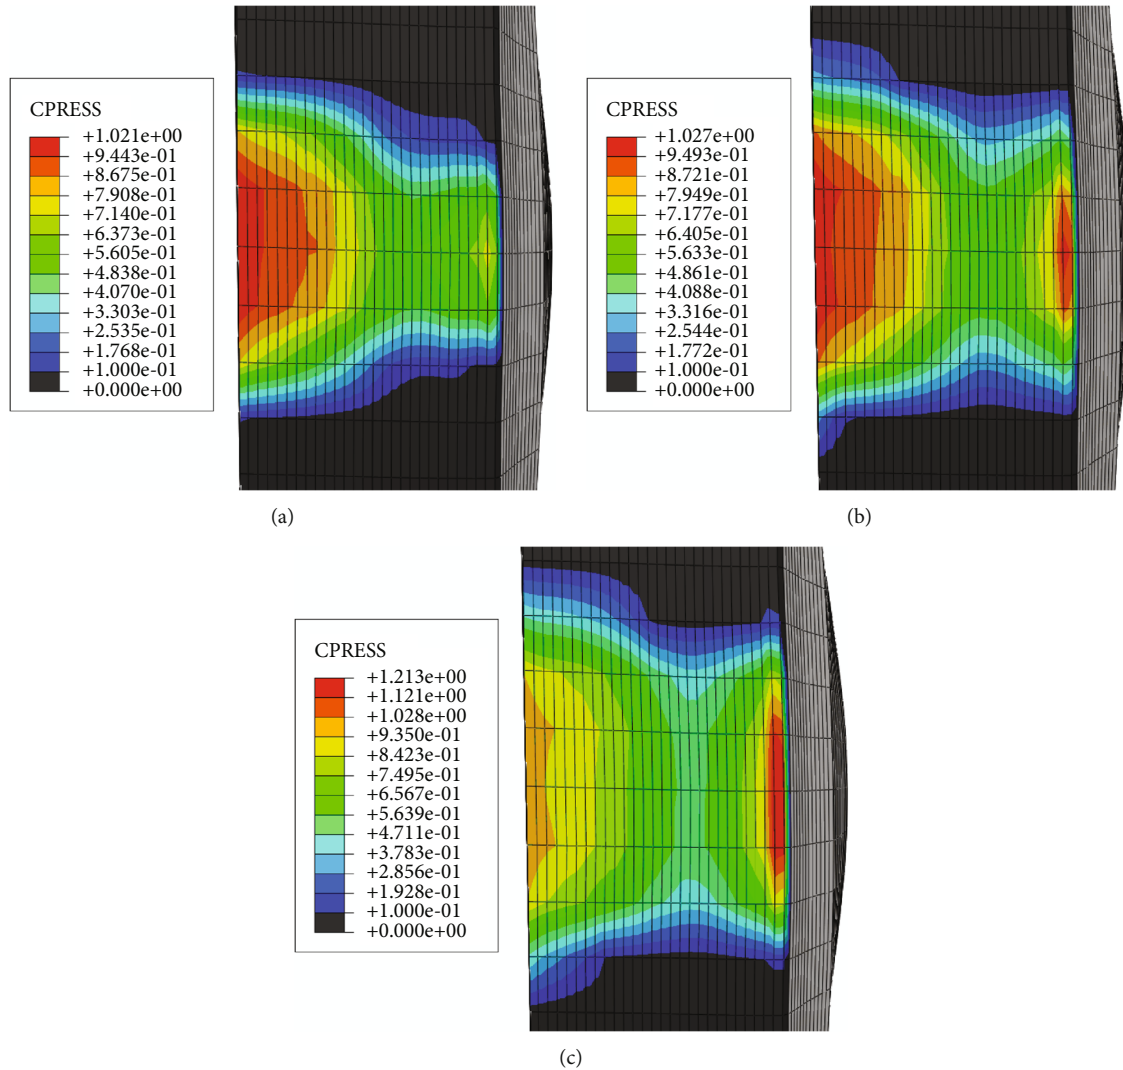 CPRESS
+1.021e+00
+9.443e-01
+8.675e-01
+7.908e-01
+7.140e-01
+6.373e-01
+5.605e-01
+4.838e-01
+4.070e-01
+3.303e-01
+2.535e-01
+1.768e-01
+1.000e-01
+0.000e+00
(a)
CPRESS
+1.027e+00
+9.493e-01
+8.721e-01
+7.949e-01
+7.177e-01
+6.405e-01
+5.633e-01
+4.861e-01
+4.088e-01
+3.316e-01
+2.544e-01
+1.772e-01
+1.000e-01
+0.000e+00
(b)
CPRESS
+1.213e+00
+1.121e+00
+1.028e+00
+9.350e-01
+8.423e-01
+7.495e-01
+6.567e-01
+5.639e-01
+4.711e-01
+3.783e-01
+2.856e-01
+1.928e-01
+1.000e-01
+0.000e+00
(c)